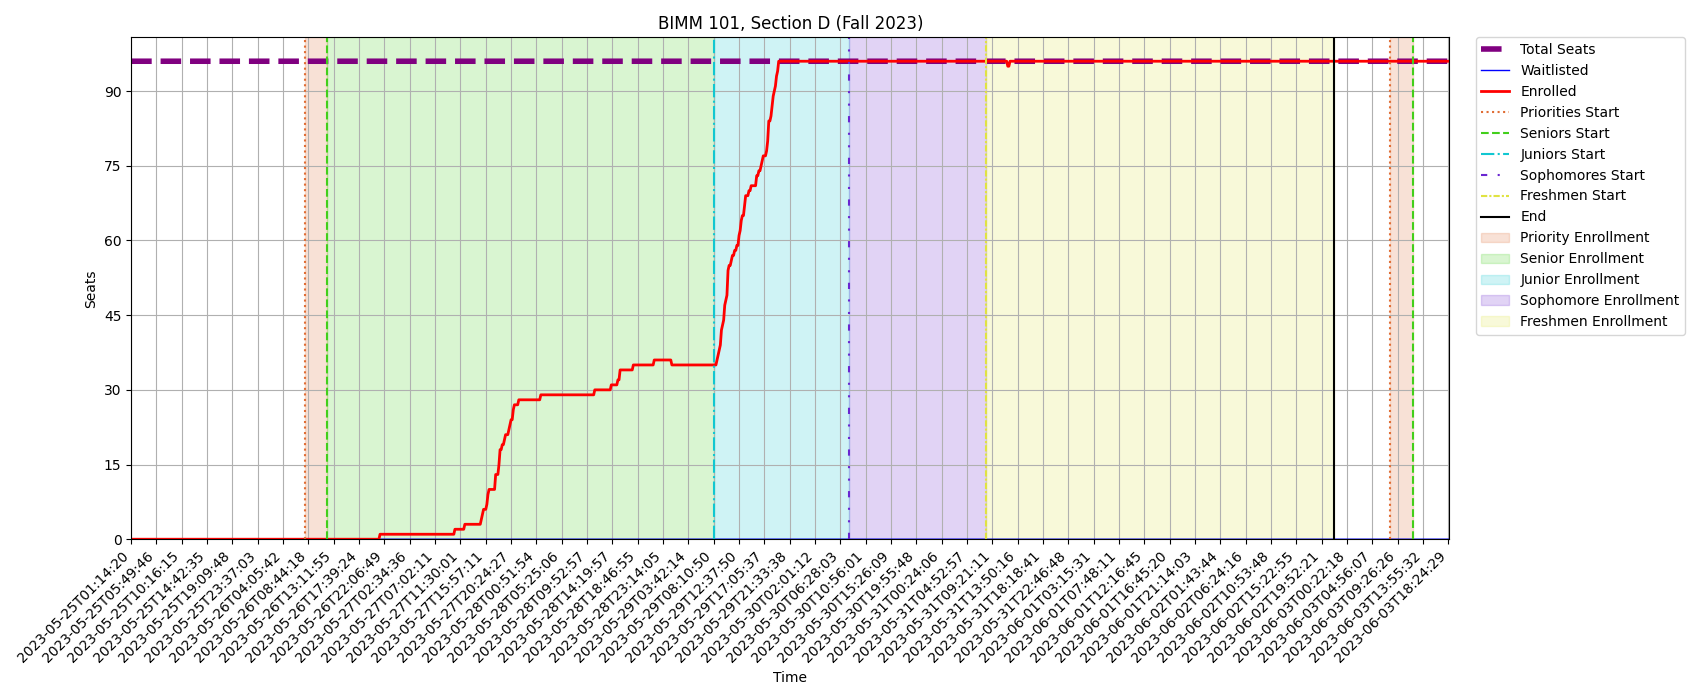 BIMM 101, Section D (Fall 2023)
Seats
90
75
60
45
30
15
0
2023-05-25T01:14:20
2023-05-25T05:49:46
2023-05-25T10:16:15
2023-05-25T14:42:35
2023-05-25T19:09:48
2023-05-25T23:37:03
2023-05-26T04:05:42
2023-05-26T08:44:18
2023-05-26T13:11:55
2023-05-26T17:39:24
2023-05-26T22:06:49
2023-05-27T02:34:36
2023-05-27T07:02:11
2023-05-27T11:30:01
2023-05-27T15:57:11
2023-05-27T20:24:27
2023-05-28T00:51:54
2023-05-28T05:25:06
2023-05-28T09:52:57
2023-05-28T14:19:57
2023-05-28T18:46:55
2023-05-28T23:14:05
2023-05-29T03:42:14
2023-05-29T08:10:50
2023-05-29T12:37:50
2023-05-29T17:05:37
2023-05-29T21:33:38
2023-05-30T02:01:12
2023-05-30T06:28:03
2023-05-30T10:56:01
2023-05-30T15:26:09
2023-05-30T19:55:48
2023-05-31T00:24:06
2023-05-31T04:52:57
2023-05-31T09:21:11
2023-05-31T13:50:16
2023-05-31T18:18:41
2023-05-31T22:46:48
2023-06-01T03:15:31
2023-06-01T07:48:11
2023-06-01T12:16:45
2023-06-01T16:45:20
2023-06-01T21:14:03
2023-06-02T01:43:44
2023-06-02T06:24:16
2023-06-02T10:53:48
2023-06-02T15:22:55
2023-06-02T19:52:21
2023-06-03T00:22:18
2023-06-03T04:56:07
2023-06-03T09:26:26
2023-06-03T13:55:32
2023-06-03T18:24:29
Time
Total Seats
Waitlisted
Enrolled
Priorities Start
Seniors Start
Juniors Start
Sophomores Start
Freshmen Start
End
Priority Enrollment
Senior Enrollment
Junior Enrollment
Sophomore Enrollment
Freshmen Enrollment